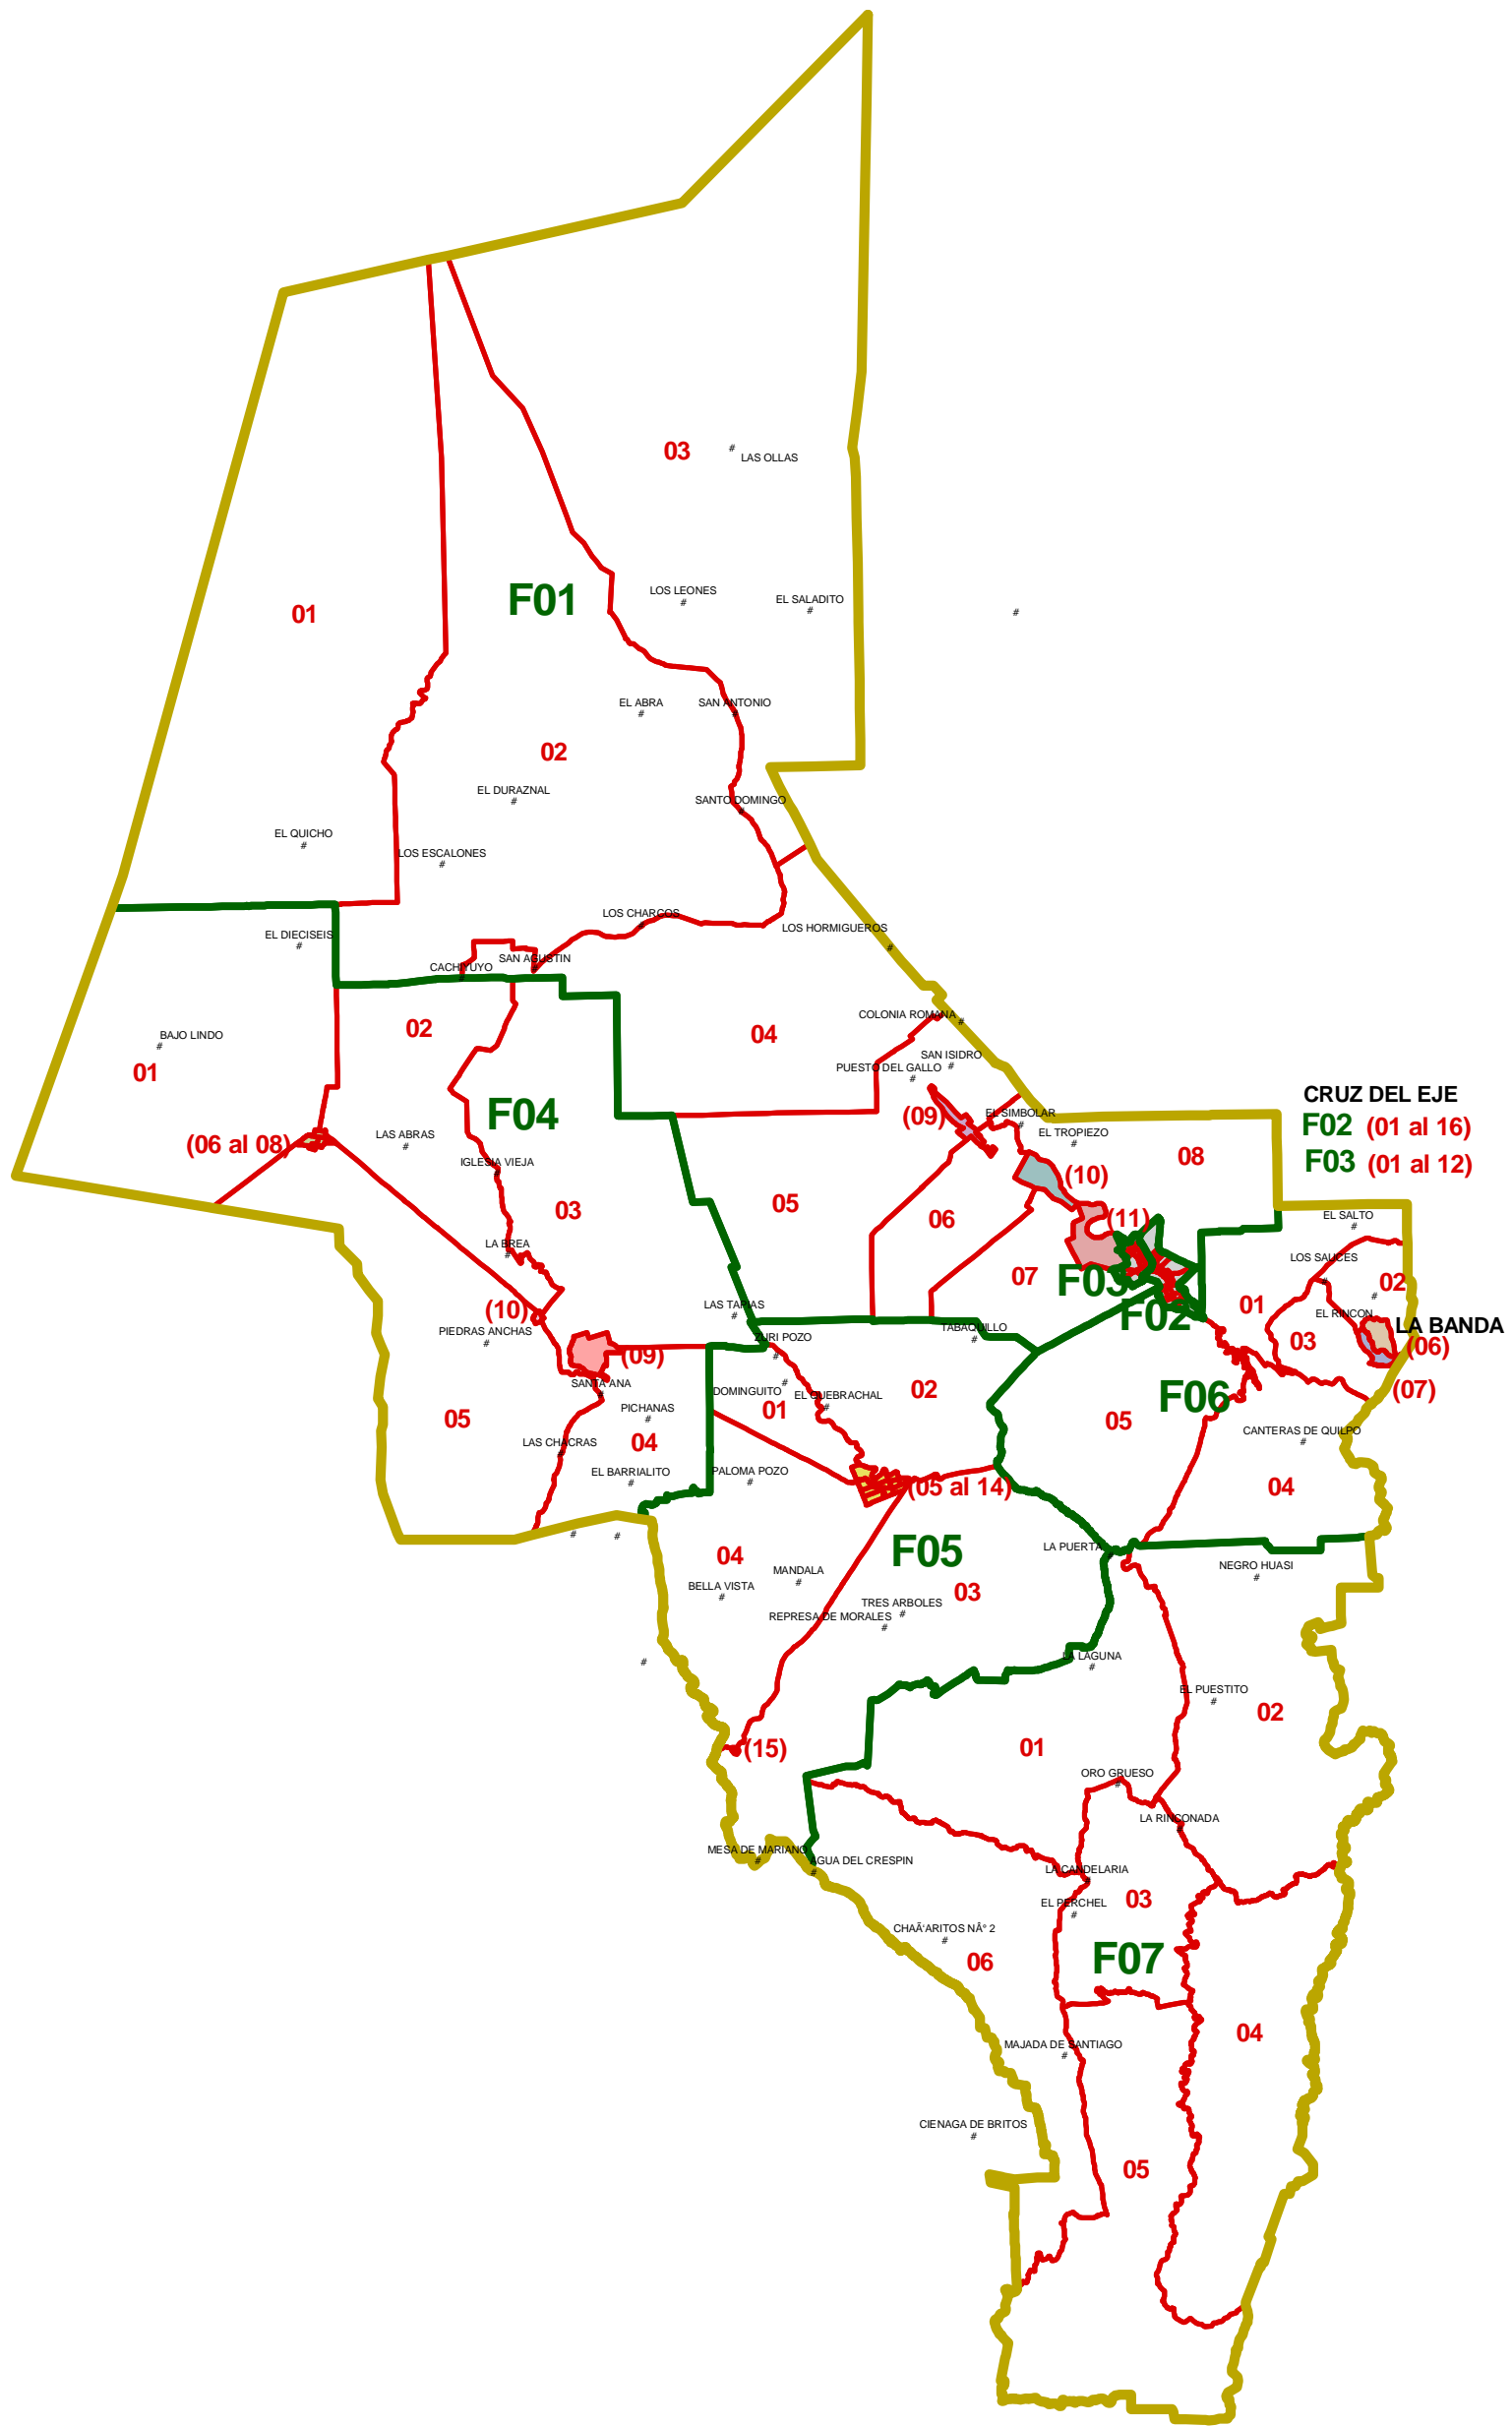 03
LAS OLLAS
F01
LOS LEONES
EL SALADITO
01
EL ABRA
SAN ANTONIO
02
EL DURAZNAL
SANTO DOMINGO
EL QUICHO
LOS ESCALONES
LOS CHARCOS
LOS HORMIGUEROS
EL DIECISEIS
SAN AGUSTIN
CACHIYUYO
COLONIA ROMANA
02
04
BAJO LINDO
SAN ISIDRO
PUESTO DEL GALLO
01
CRUZ DEL EJE
F04
(09)
EL SIMBOLAR
F02 (01 al 16)
LAS ABRAS
EL TROPIEZO
(06 al 08)
08
F03 (01 al 12)
IGLESIA VIEJA
(10)
05
03
06
(11)
EL SALTO
LA BREA
LOS SAUCES
07
F03
02
LAS TAPIAS
01
(10)
F02
EL RINCON
LA BANDA
PIEDRAS ANCHAS
ZURI POZO
TABAQUILLO
03
(06)
(09)
SANTA ANA
DOMINGUITO
EL QUEBRACHAL
02
F06
(07)
PICHANAS
01
05
05
CANTERAS DE QUILPO
LAS CHACRAS
04
EL BARRIALITO
PALOMA POZO
(05 al 14)
04
F05
LA PUERTA
04
NEGRO HUASI
MANDALA
BELLA VISTA
03
TRES ARBOLES
REPRESA DE MORALES
LA LAGUNA
EL PUESTITO
02
01
(15)
ORO GRUESO
LA RINCONADA
MESA DE MARIANO
AGUA DEL CRESPIN
LA CANDELARIA
03
EL PERCHEL
CHAÃ‘ARITOS NÂº 2
06
F07
04
MAJADA DE SANTIAGO
CIENAGA DE BRITOS
05